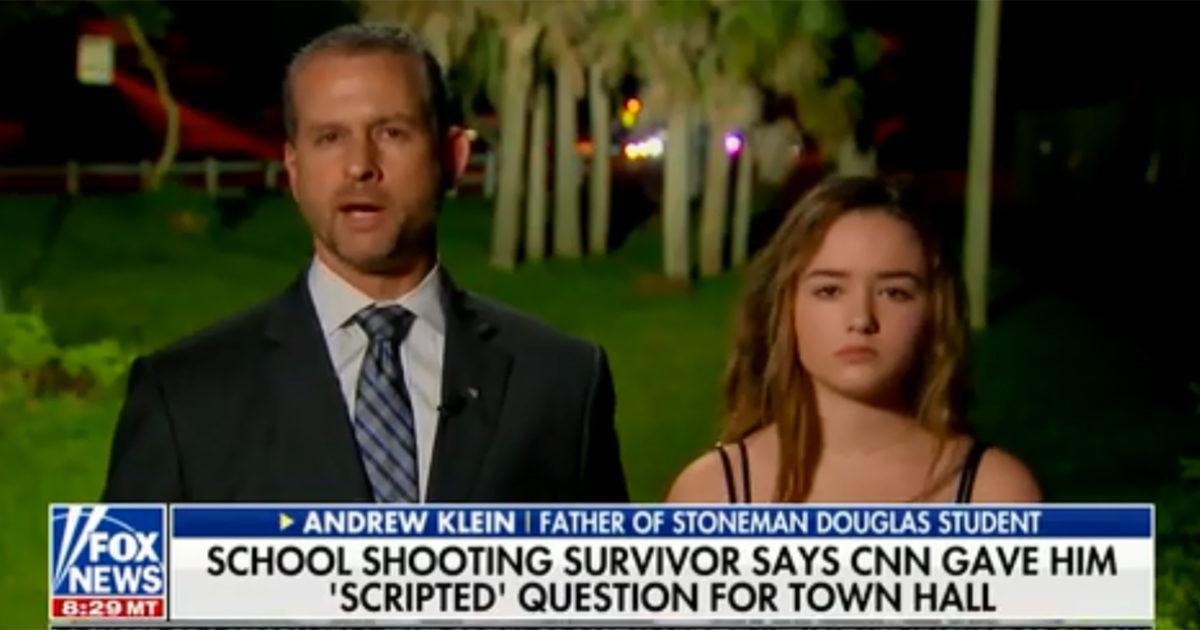 ANDREW KLEIN | FATHER OF STONEMAN DOUGLAS STUDENT
SCHOOL SHOOTING SURVIVOR SAYS CNN GAVE HIM
'SCRIPTED' QUESTION FOR TOWN HALL
FOX
NEWS
8:29 MT